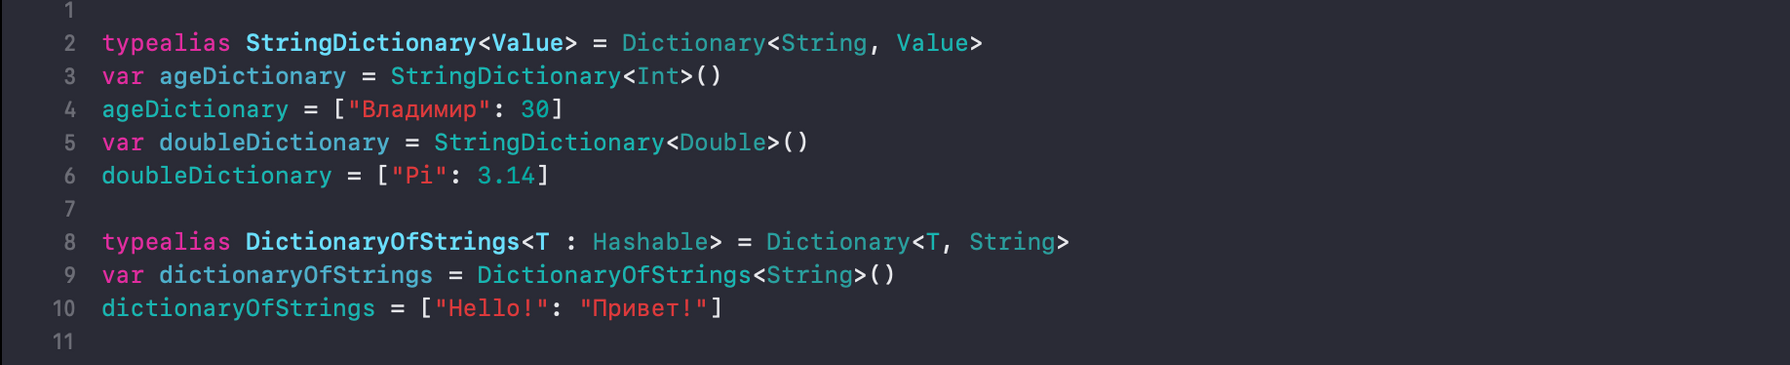 1
2 typealias StringDictionary<Value> = Dictionary<String, Value>
3 var ageDictionary = StringDictionary<Int>()
4 ageDictionary = ["Владимир": 30]
5 var doubleDictionary = StringDictionary<Double>()
6 doubleDictionary = ["Pi": 3.14]
7
8 typealias DictionaryOfStrings<T : Hashable> = Dictionary<T, String>
9 var dictionaryOfStrings = DictionaryOfStrings<String>()
10 dictionaryOfStrings = ["Hello!": "Привет!"]
11